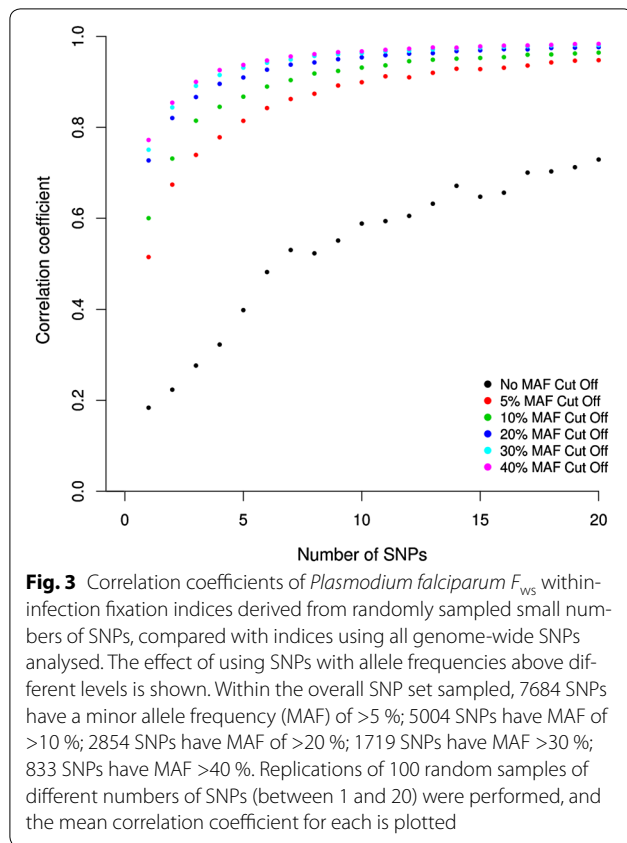 1.0
0.8
0.6
0.4
0.2
0.0
Correlation coefficient
No MAF Cut Off
5% MAF Cut Off
10% MAF Cut Off
20% MAF Cut Off
30% MAF Cut Off
40% MAF Cut Off
0 5 10 15 20
Number of SNPs
Fig. 3 Correlation coefficients of Plasmodium falciparum Fws within-
infection fixation indices derived from randomly sampled small num-
bers of SNPs, compared with indices using all genome-wide SNPs
analysed. The effect of using SNPs with allele frequencies above dif-
ferent levels is shown. Within the overall SNP set sampled, 7684 SNPs
have a minor allele frequency (MAF) of >5 %; 5004 SNPs have MAF of
>10 %; 2854 SNPs have MAF of >20 %; 1719 SNPs have MAF >30 %;
833 SNPs have MAF >40 %. Replications of 100 random samples of
different numbers of SNPs (between 1 and 20) were performed, and
the mean correlation coefficient for each is plotted